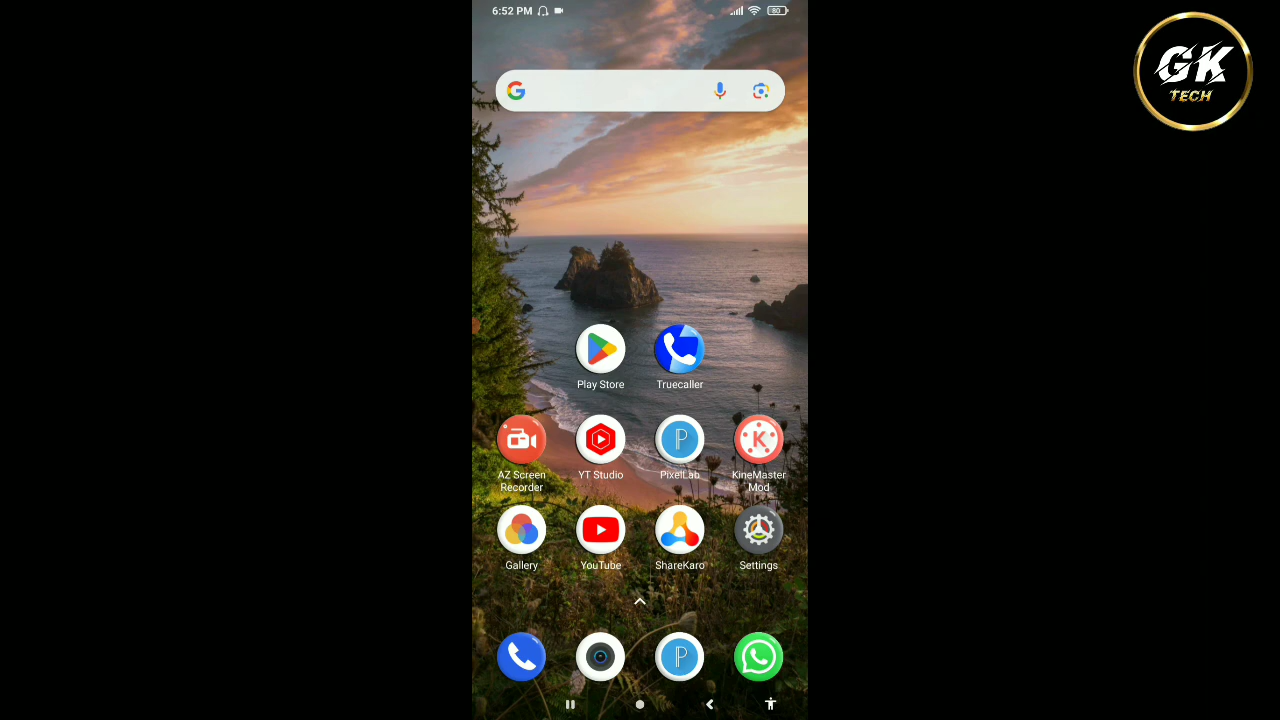 6:52 PM
80
GK
TECH
Play Store
Truecaller
AZ Screen
Recorder
YT Studio
PixelLab
KineMaster
Mod
Gallery
YouTube
ShareKaro
Settings